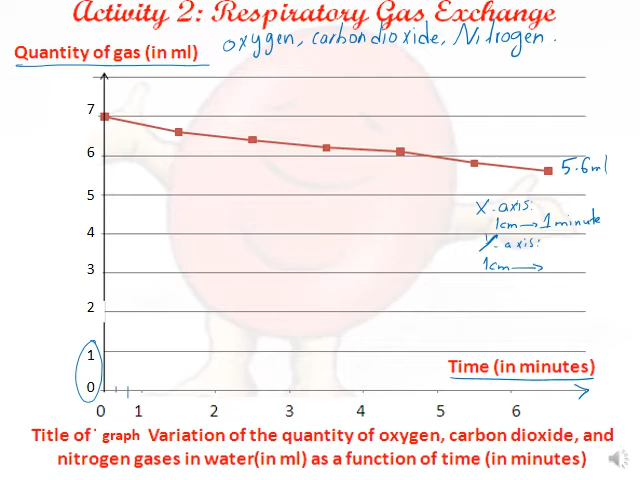 Activity 2: Respiratory Gas Exchange
Quantity of gas (in ml)
oxygen, carbondioxide, Nitrogen.
7
6
5
4
3
2
1
0
5.6ml
X-axis:
1cm → 1 minute
Y-axis:
1cm →
Time (in minutes)
0 1 2 3 4 5 6
Title of graph Variation of the quantity of oxygen, carbon dioxide, and
nitrogen gases in water(in ml) as a function of time (in minutes)